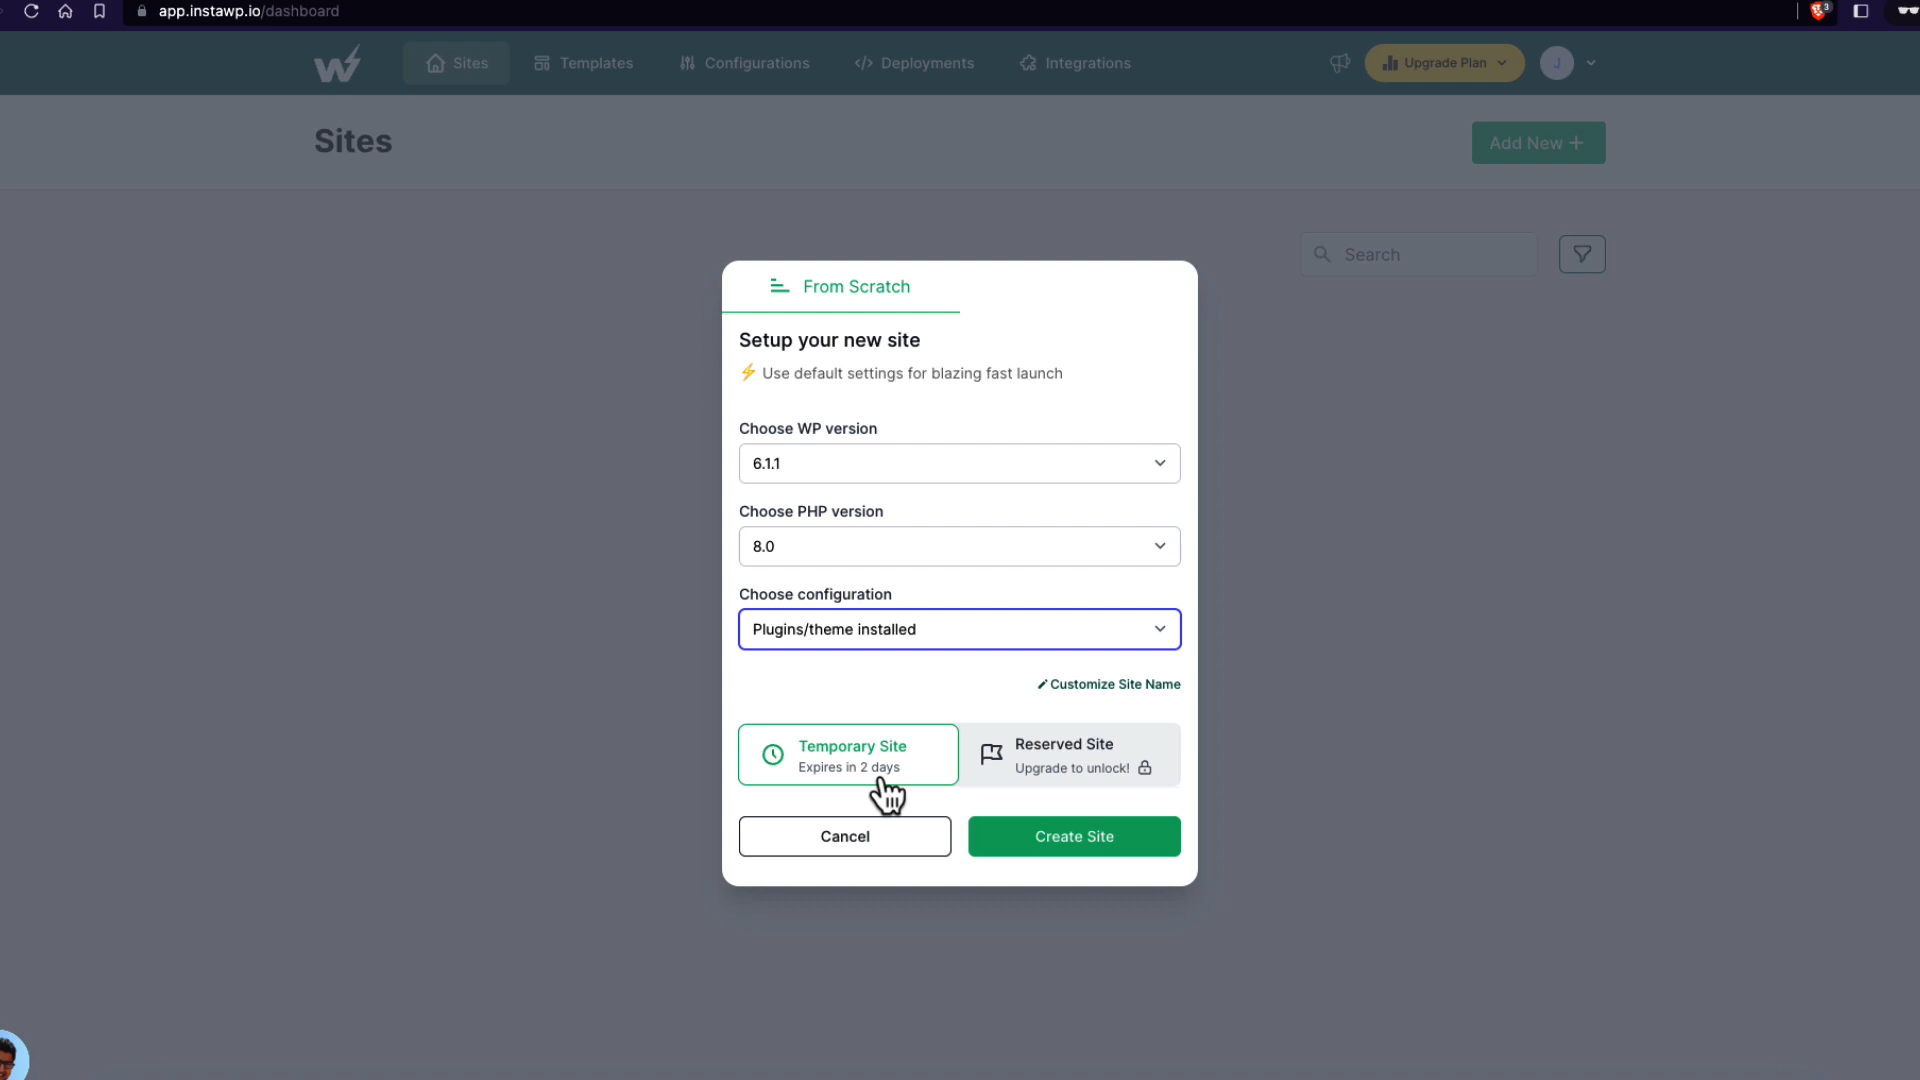 app.instawp.io/dashboard
3
Sites
Templates
Configurations
Deployments
Integrations
Upgrade Plan
J
Sites
Add New +
Search
From Scratch
Setup your new site
⚡ Use default settings for blazing fast launch
Choose WP version
6.1.1
Choose PHP version
8.0
Choose configuration
Plugins/theme installed
Customize Site Name
Temporary Site
Expires in 2 days
Reserved Site
Upgrade to unlock!
Cancel
Create Site